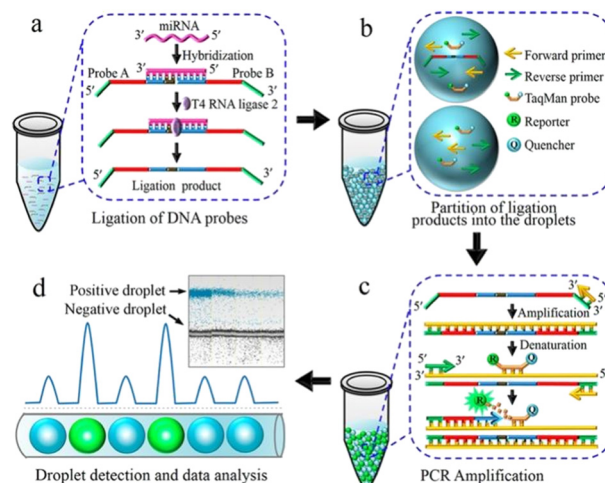 a
miRNA
3′
5′
Hybridization
Probe A
3′
5′
Probe B
5′
3′
T4 RNA ligase 2
5′
3′
Ligation product
Ligation of DNA probes
b
Forward primer
Reverse primer
TaqMan probe
R Reporter
Q Quencher
Partition of ligation
products into the droplets
c
3′
5′
5′
3′
Amplification
Denaturation
5′
3′
R
Q
3′
5′
R
Q
PCR Amplification
d
Positive droplet
Negative droplet
Droplet detection and data analysis